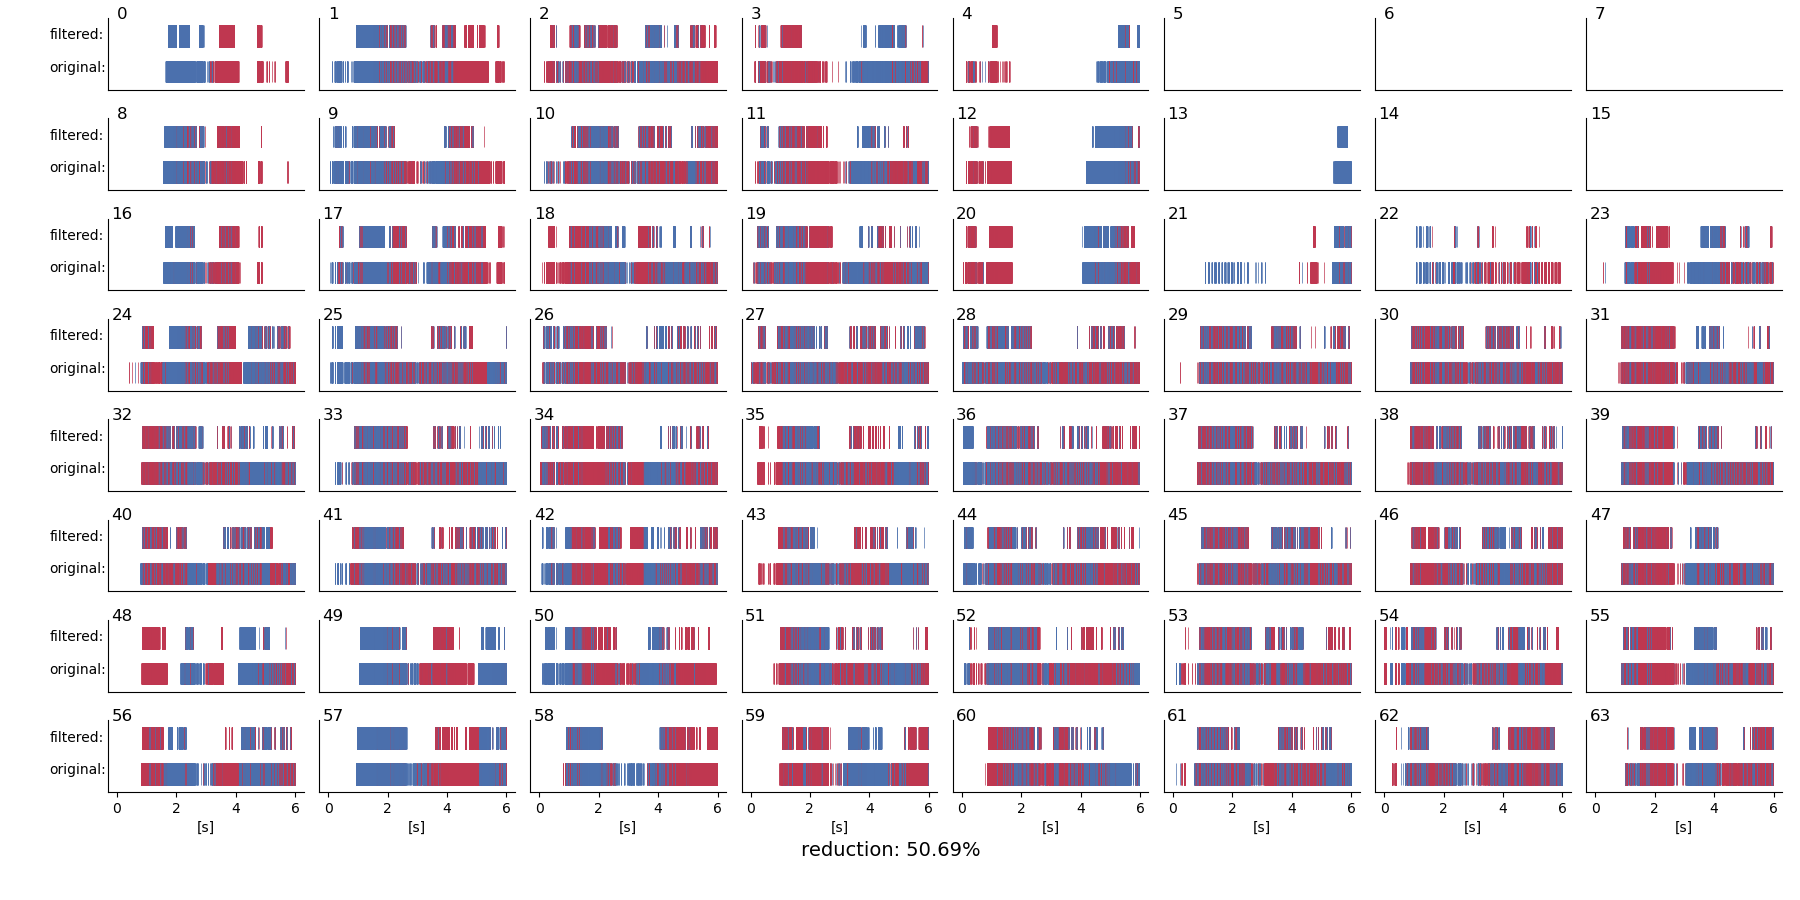 0 1 2 3 4 5 6 7
filtered:
original:
8 9 10 11 12 13 14 15
filtered:
original:
16 17 18 19 20 21 22 23
filtered:
original:
24 25 26 27 28 29 30 31
filtered:
original:
32 33 34 35 36 37 38 39
filtered:
original:
40 41 42 43 44 45 46 47
filtered:
original:
48 49 50 51 52 53 54 55
filtered:
original:
56 57 58 59 60 61 62 63
filtered:
original:
0 2 4 6 0 2 4 6 0 2 4 6 0 2 4 6 0 2 4 6 0 2 4 6 0 2 4 6 0 2 4 6
[s] [s] [s] [s] [s] [s] [s] [s]
reduction: 50.69%